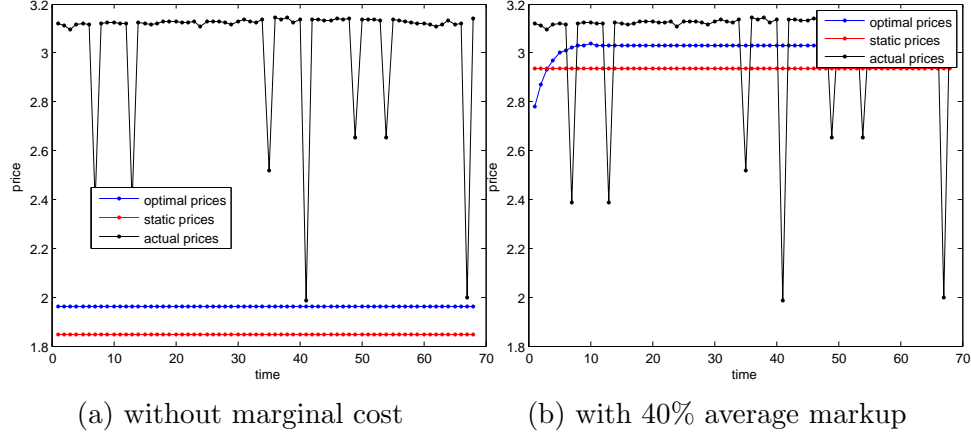 3.2
3
2.8
2.6
2.4
2.2
2
1.8
price
0 10 20 30 40 50 60 70
time
optimal prices
static prices
actual prices
(a) without marginal cost
3.2
3
2.8
2.6
2.4
2.2
2
1.8
price
0 10 20 30 40 50 60 70
time
optimal prices
static prices
actual prices
(b) with 40% average markup